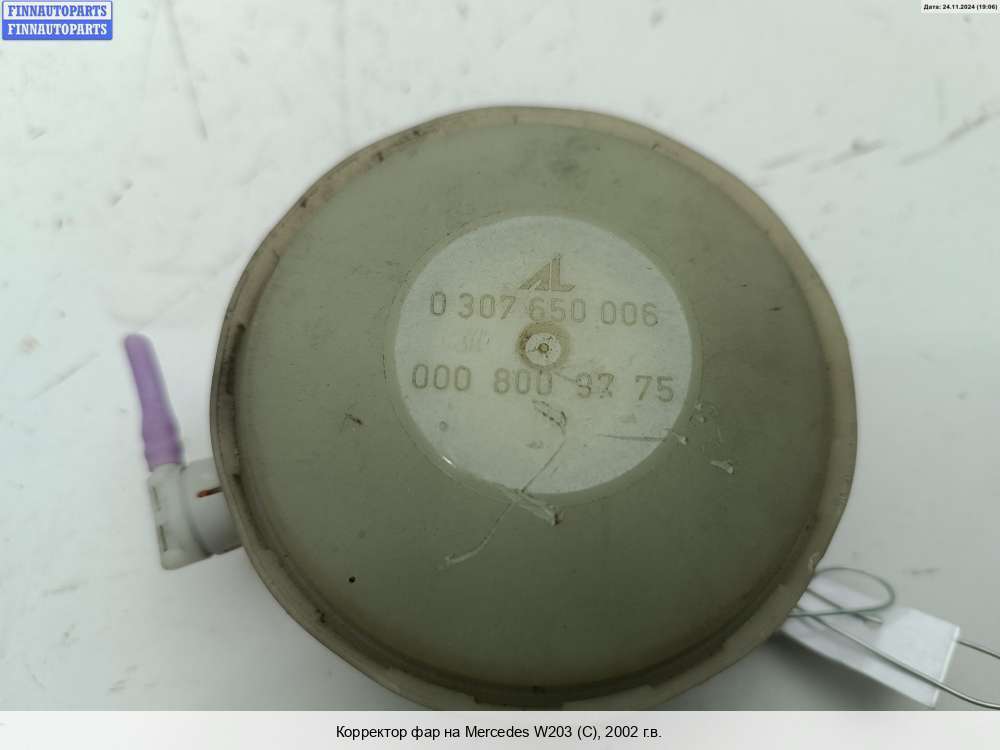 FINNAUTOPARTS
FINNAUTOPARTS
Дата: 24.11.2024 (19:06)
AL
0 307 650 006
000 800 37 75
Корректор фар на Mercedes W203 (C), 2002 г.в.